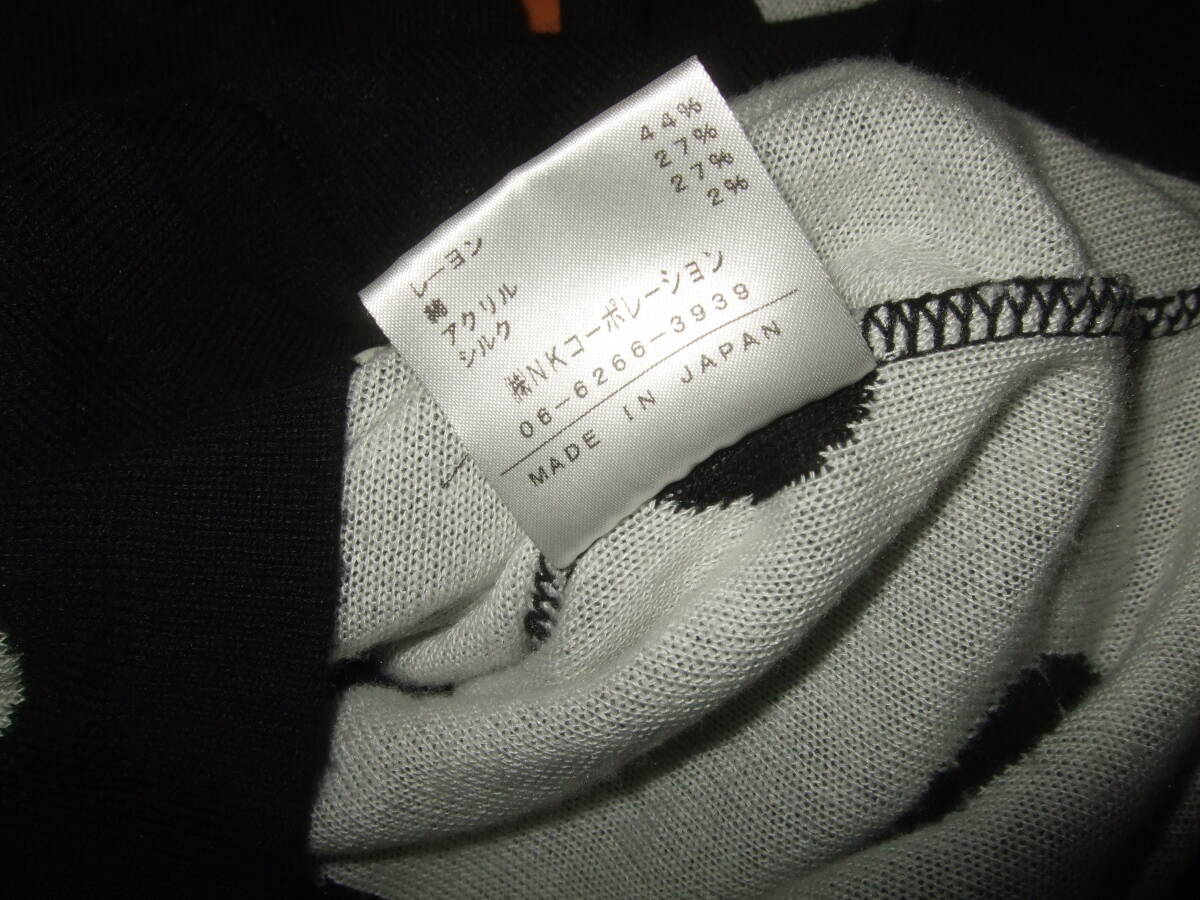 レーヨン 44%
綿 27%
アクリル 27%
シルク 2%
㈱NKコーポレーション
06-6266-3939
MADE IN JAPAN